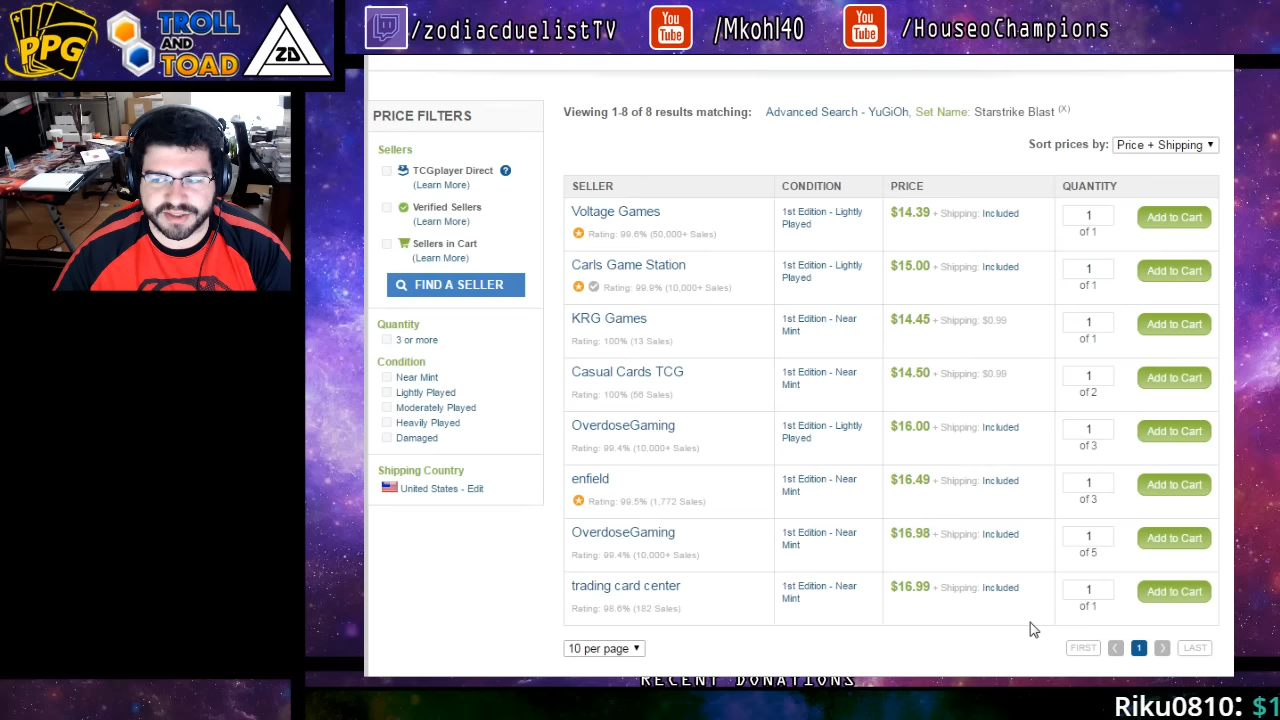 PPG
TROLL
AND
TOAD
ZD
/zodiacduelistTV
You
Tube
/Mkohl40
You
Tube
/HouseoChampions
PRICE FILTERS
Sellers
TCGplayer Direct ?
(Learn More)
Verified Sellers
(Learn More)
Sellers in Cart
(Learn More)
FIND A SELLER
Quantity
3 or more
Condition
Near Mint
Lightly Played
Moderately Played
Heavily Played
Damaged
Shipping Country
United States - Edit
Viewing 1-8 of 8 results matching: Advanced Search - YuGiOh, Set Name: Starstrike Blast (X)
Sort prices by: Price + Shipping
SELLER CONDITION PRICE QUANTITY
Voltage Games 1st Edition - Lightly Played $14.39 + Shipping: Included 1 Add to Cart
Rating: 99.6% (50,000+ Sales) of 1
Carls Game Station 1st Edition - Lightly Played $15.00 + Shipping: Included 1 Add to Cart
Rating: 99.9% (10,000+ Sales) of 1
KRG Games 1st Edition - Near Mint $14.45 + Shipping: $0.99 1 Add to Cart
Rating: 100% (13 Sales) of 1
Casual Cards TCG 1st Edition - Near Mint $14.50 + Shipping: $0.99 1 Add to Cart
Rating: 100% (56 Sales) of 2
OverdoseGaming 1st Edition - Lightly Played $16.00 + Shipping: Included 1 Add to Cart
Rating: 99.4% (10,000+ Sales) of 3
enfield 1st Edition - Near Mint $16.49 + Shipping: Included 1 Add to Cart
Rating: 99.5% (1,772 Sales) of 3
OverdoseGaming 1st Edition - Near Mint $16.98 + Shipping: Included 1 Add to Cart
Rating: 99.4% (10,000+ Sales) of 5
trading card center 1st Edition - Near Mint $16.99 + Shipping: Included 1 Add to Cart
Rating: 98.6% (182 Sales) of 1
10 per page FIRST 1 LAST
RECENT DONATIONS
Riku0810: $1